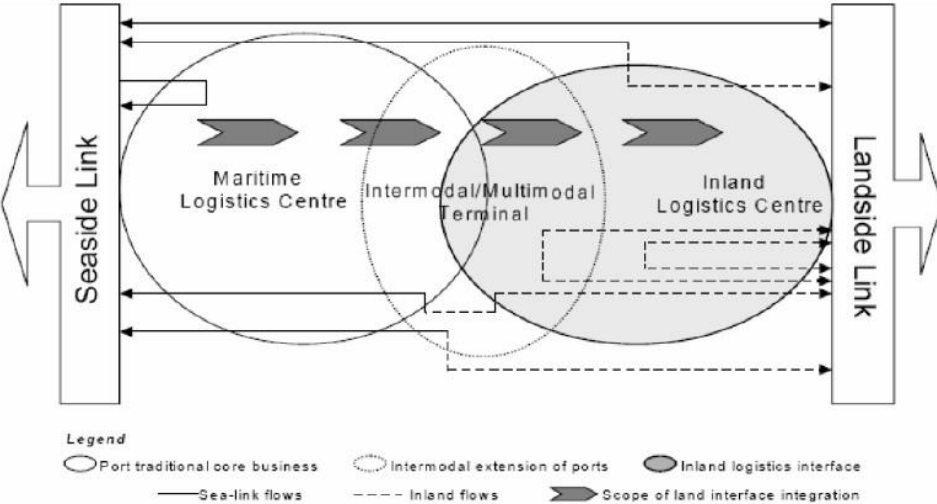 Seaside Link
Maritime
Logistics Centre
Intermodal/Multimodal
Terminal
Inland
Logistics Centre
Landside Link
Legend
Port traditional core business
Intermodal extension of ports
Inland logistics interface
Sea-link flows
Inland flows
Scope of land interface integration